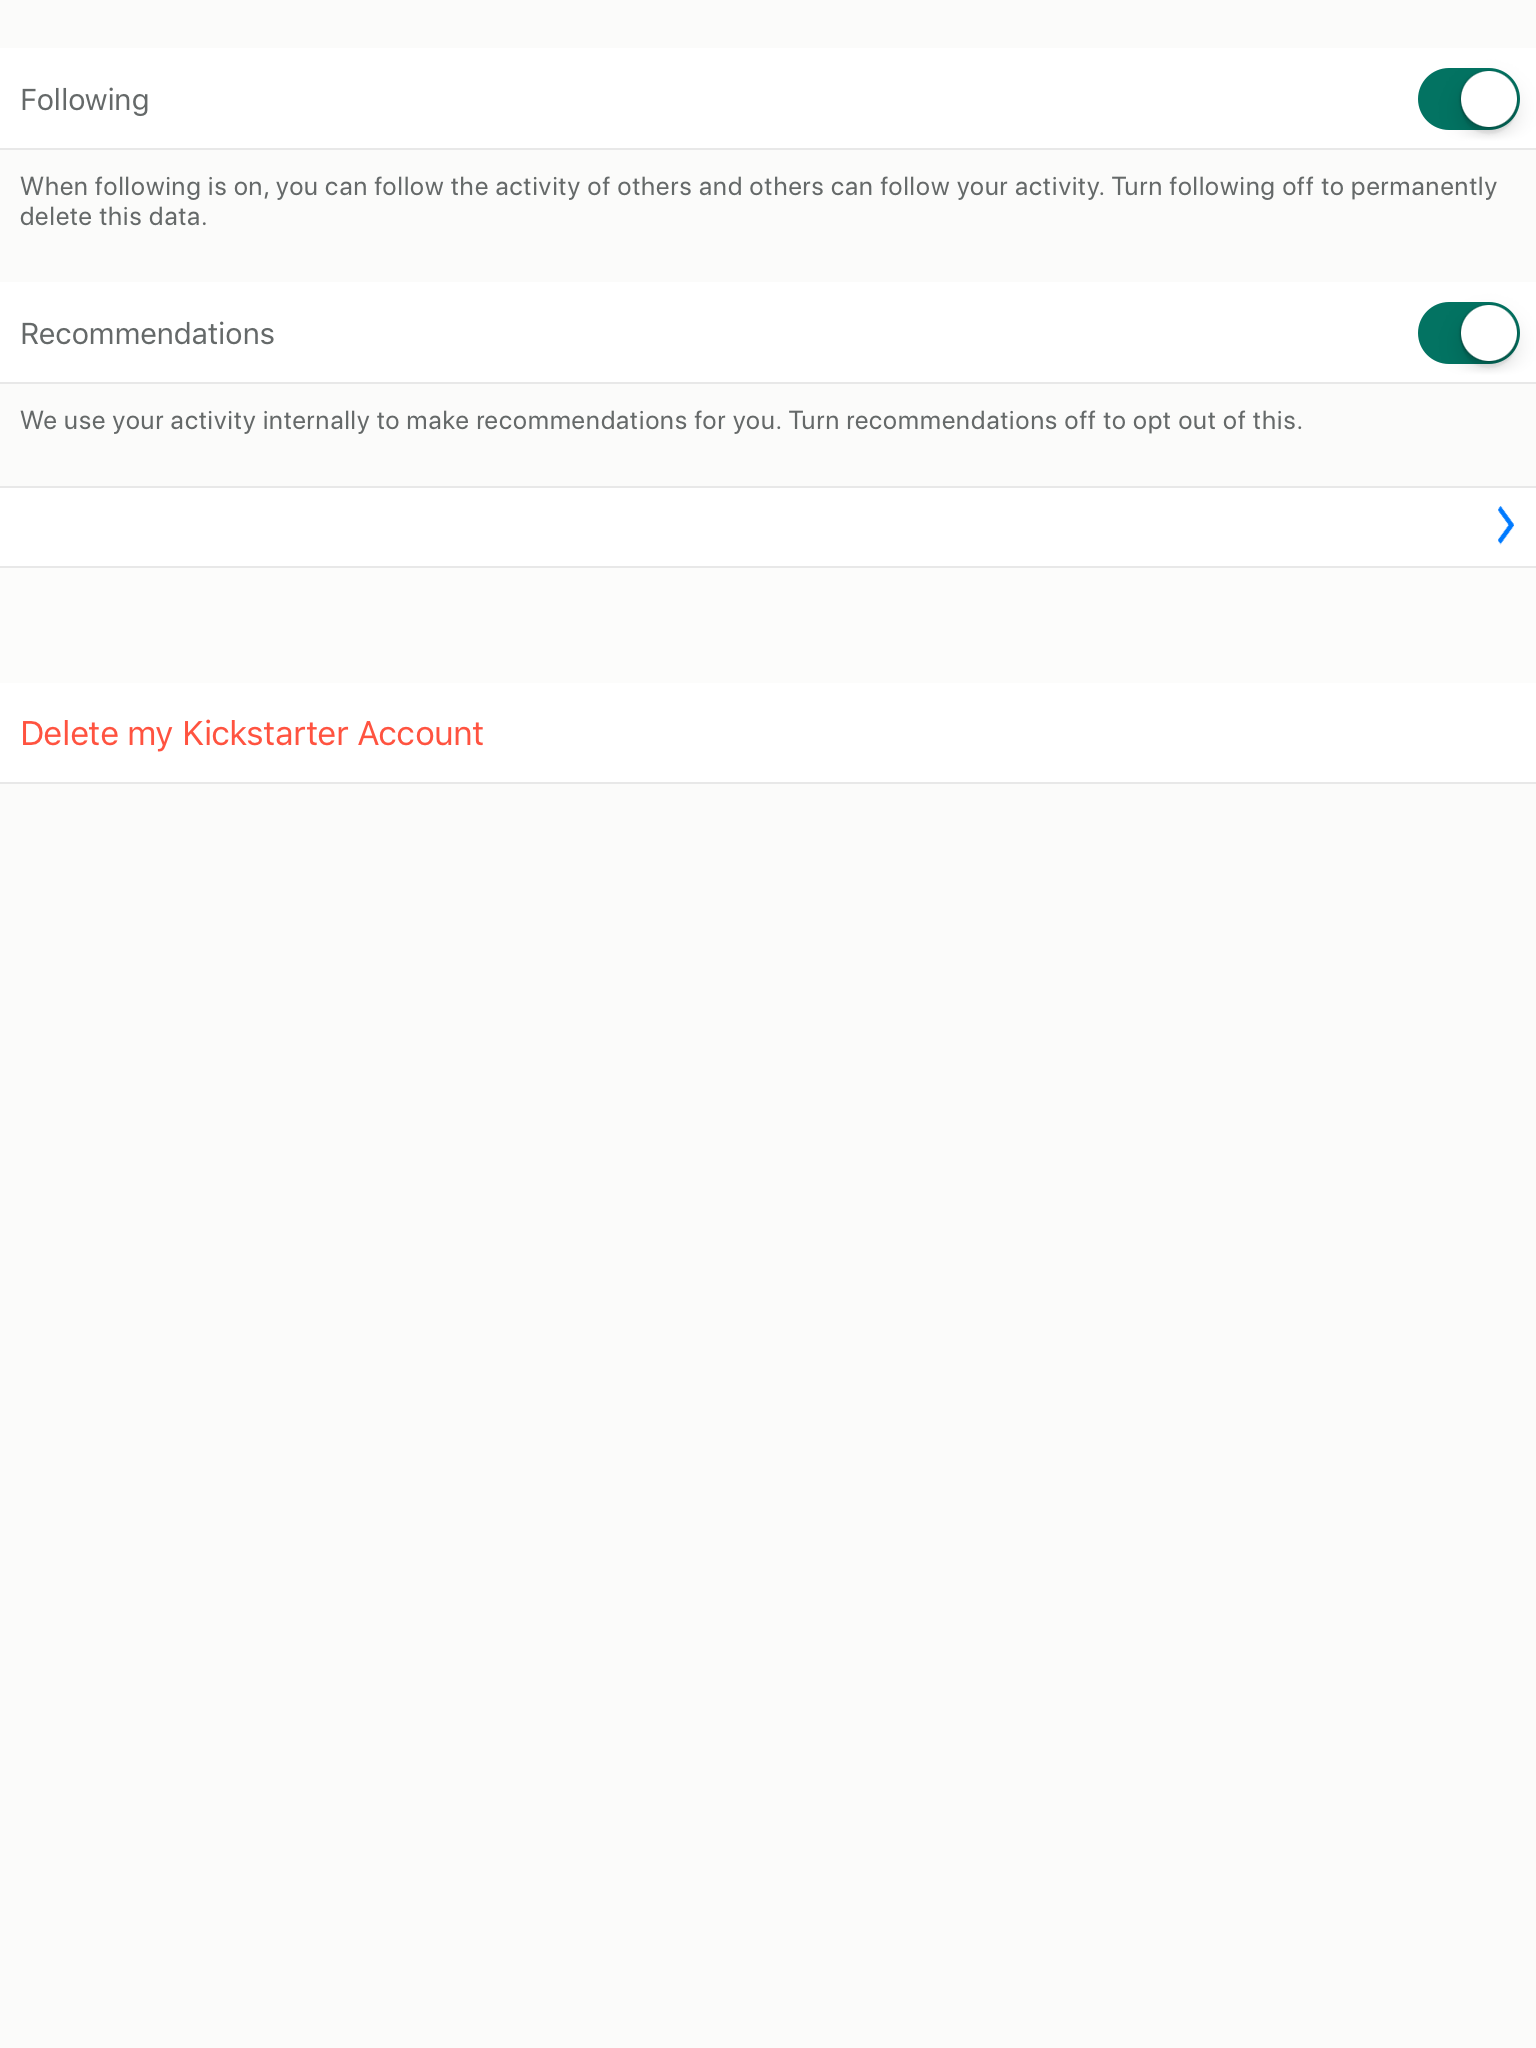 Following
When following is on, you can follow the activity of others and others can follow your activity. Turn following off to permanently
delete this data.
Recommendations
We use your activity internally to make recommendations for you. Turn recommendations off to opt out of this.
Delete my Kickstarter Account